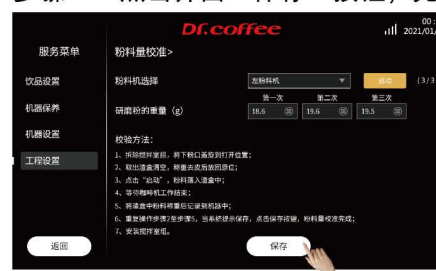 Dr.coffee
00:
2021/01/
服务菜单
粉料量校准>
饮品设置
粉料机选择
左粉料机
启动
(3/3
第一次 第二次 第三次
机器保养
研磨粉的重量（g）
18.6 19.6 19.5
机器设置
校验方法：
工程设置
1、拆除搅拌室组，将下粉口盖旋到打开位置；
2、取出渣盒清空，称重去皮后放回原位；
3、点击“启动”，粉料落入渣盒中；
4、等待咖啡机工作结束；
5、将渣盒中粉料称重后记录到机器中；
6、重复操作步骤2至步骤5，当系统提示保存，点击保存按键，粉料量校准完成；
7、安装搅拌室组。
返回
保存